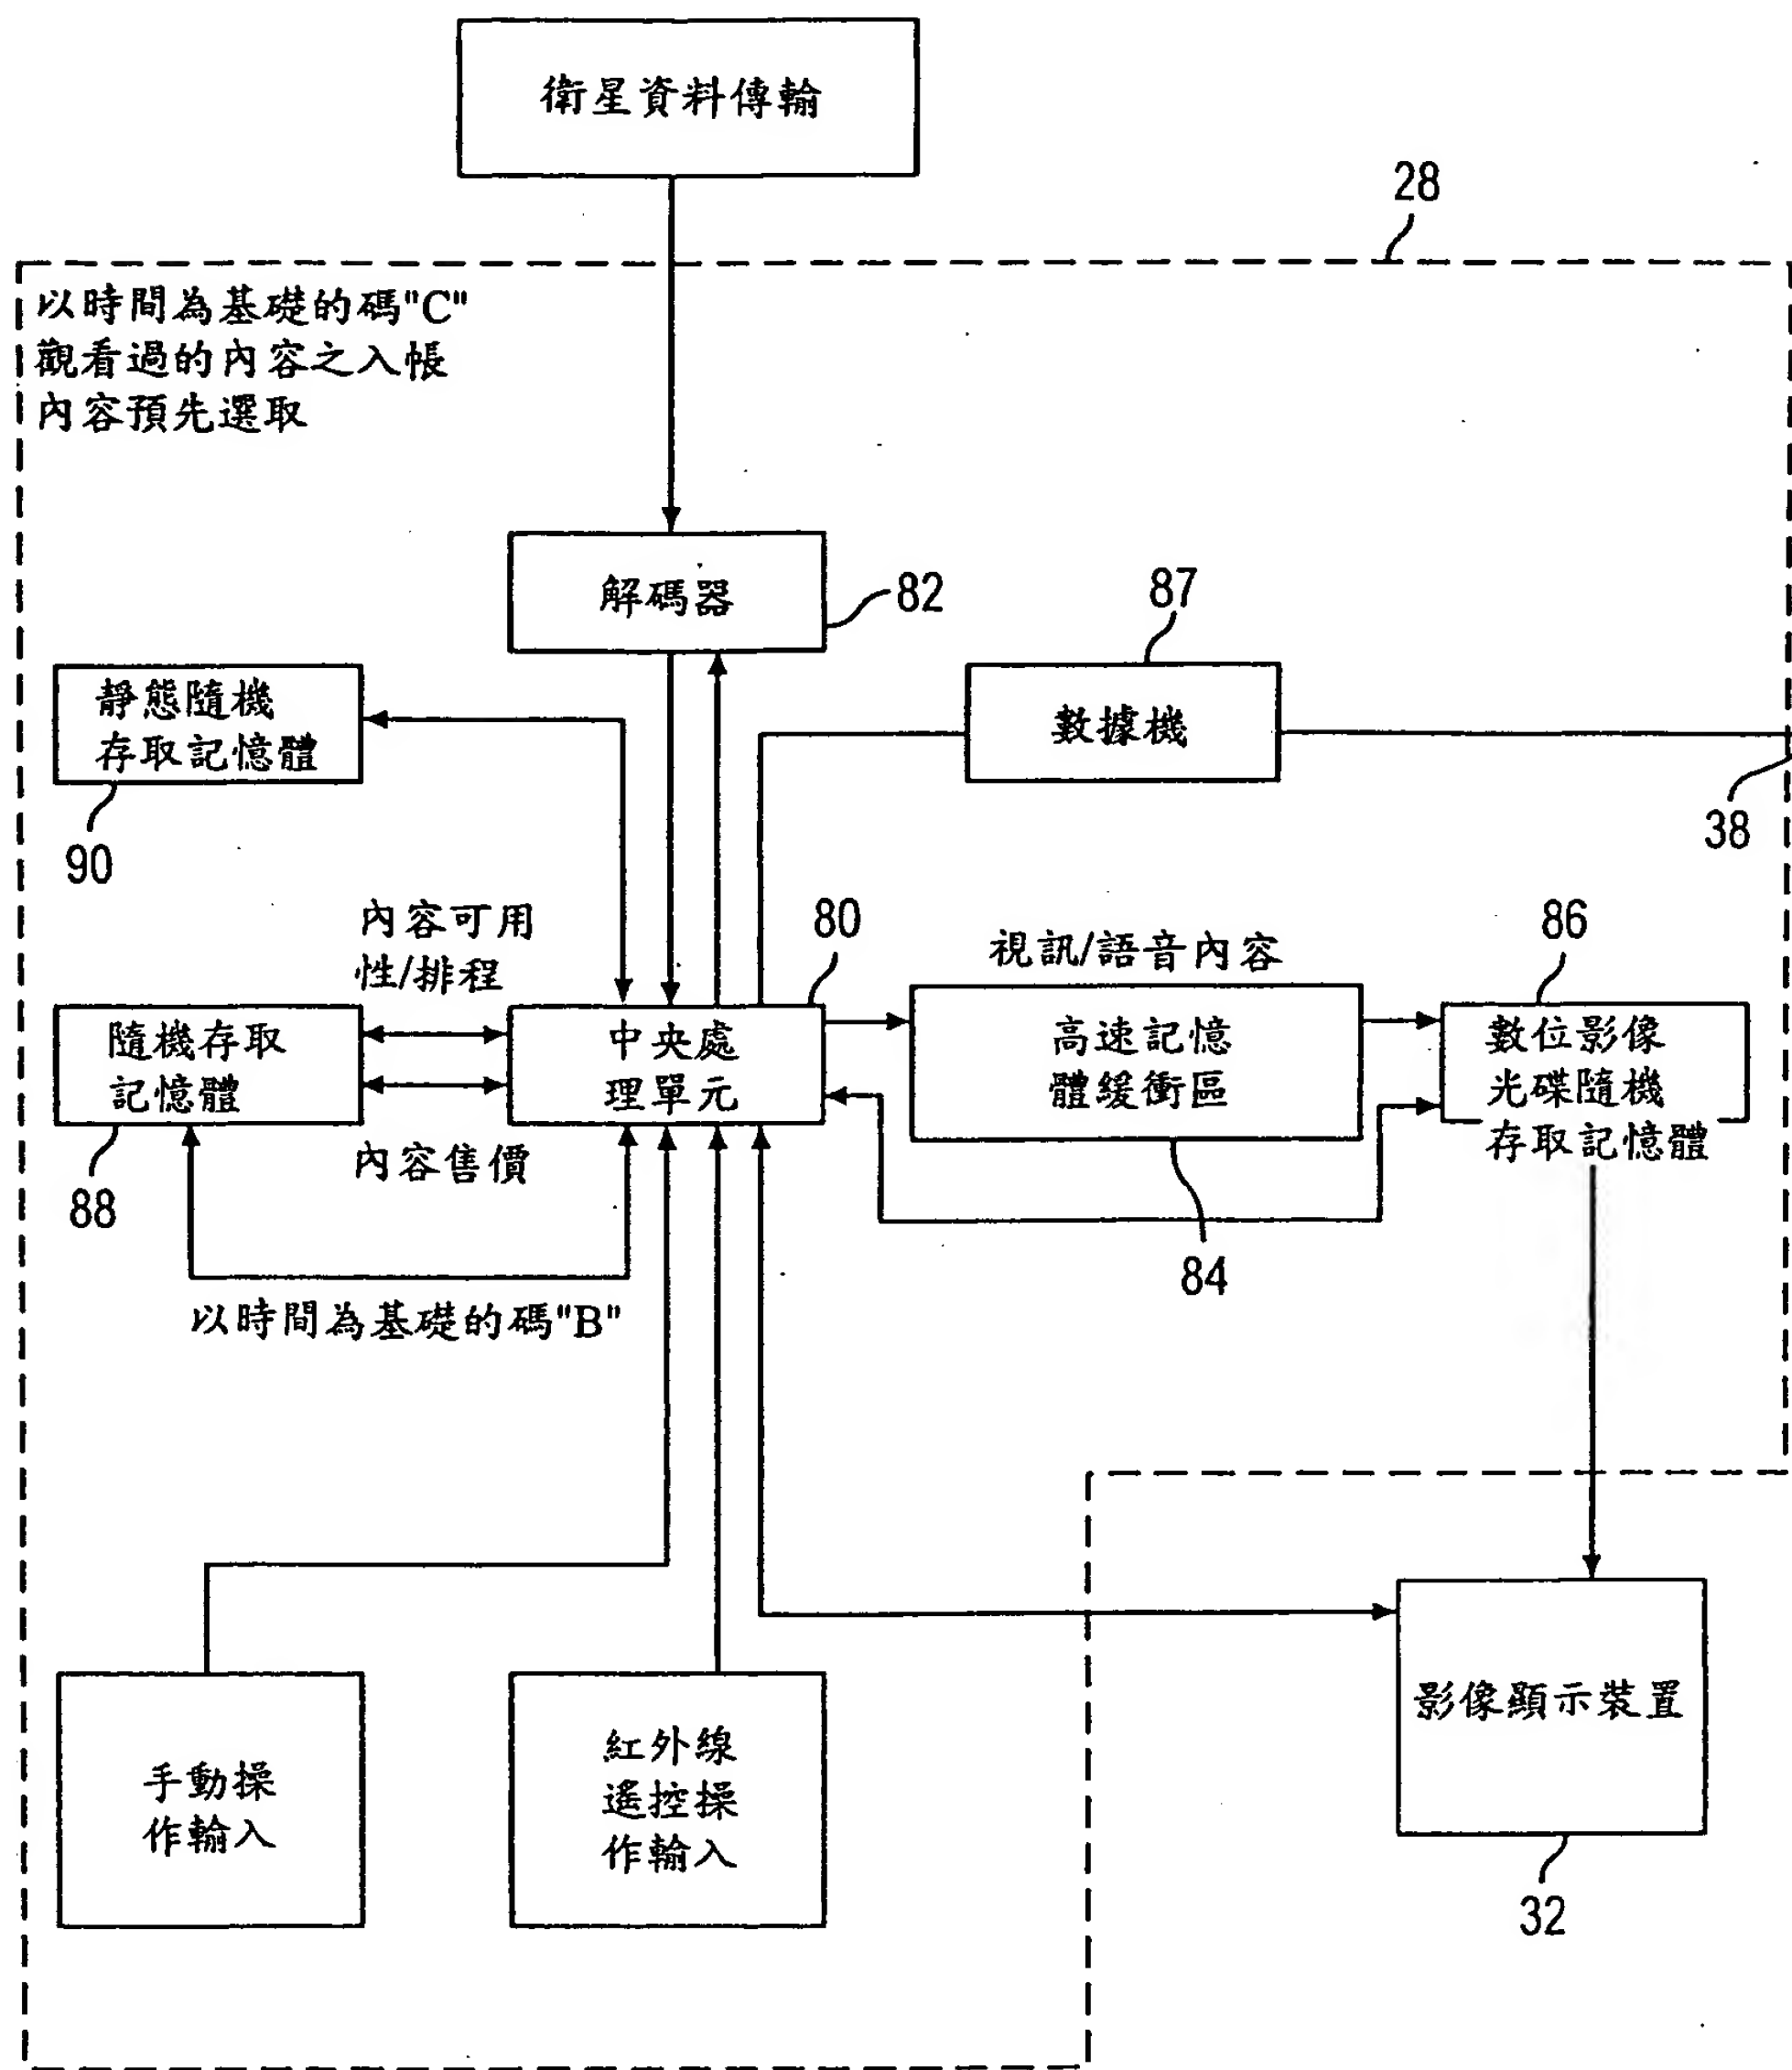 衛星資料傳輸
28
以時間為基礎的碼"C"
觀看過的內容之入帳
內容預先選取
解碼器
82
87
數據機
靜態隨機
存取記憶體
90
38
內容可用
性/排程
80
視訊/語音內容
86
隨機存取
記憶體
中央處
理單元
高速記憶
體緩衝區
數位影像
光碟隨機
存取記憶體
88
內容售價
84
以時間為基礎的碼"B"
手動操
作輸入
紅外線
遙控操
作輸入
影像顯示裝置
32